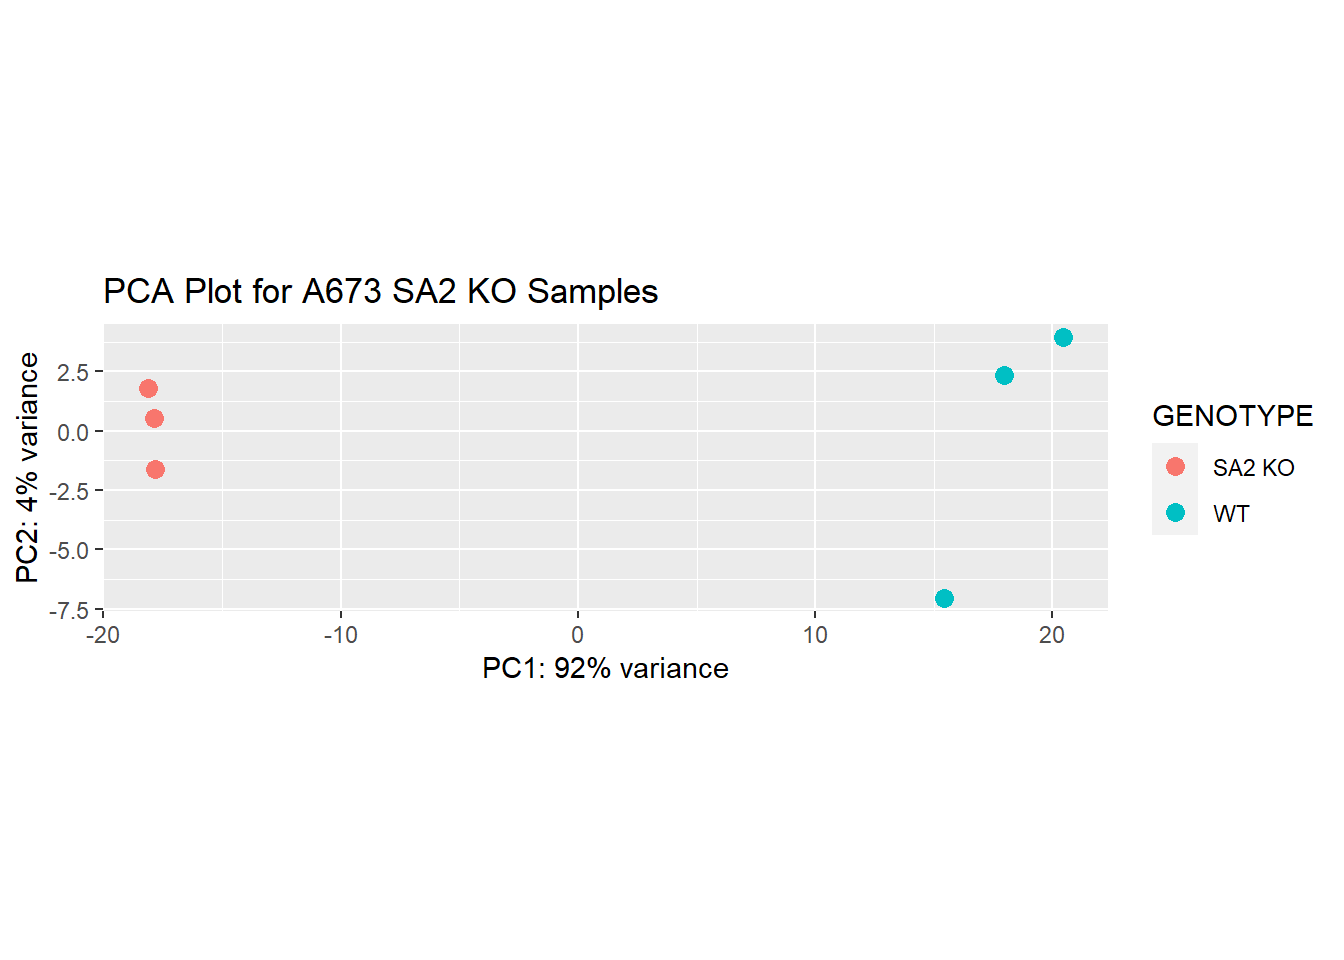 PCA Plot for A673 SA2 KO Samples
PC2: 4% variance
2.5
0.0
-2.5
-5.0
-7.5
-20
-10
0
10
20
PC1: 92% variance
GENOTYPE
SA2 KO
WT